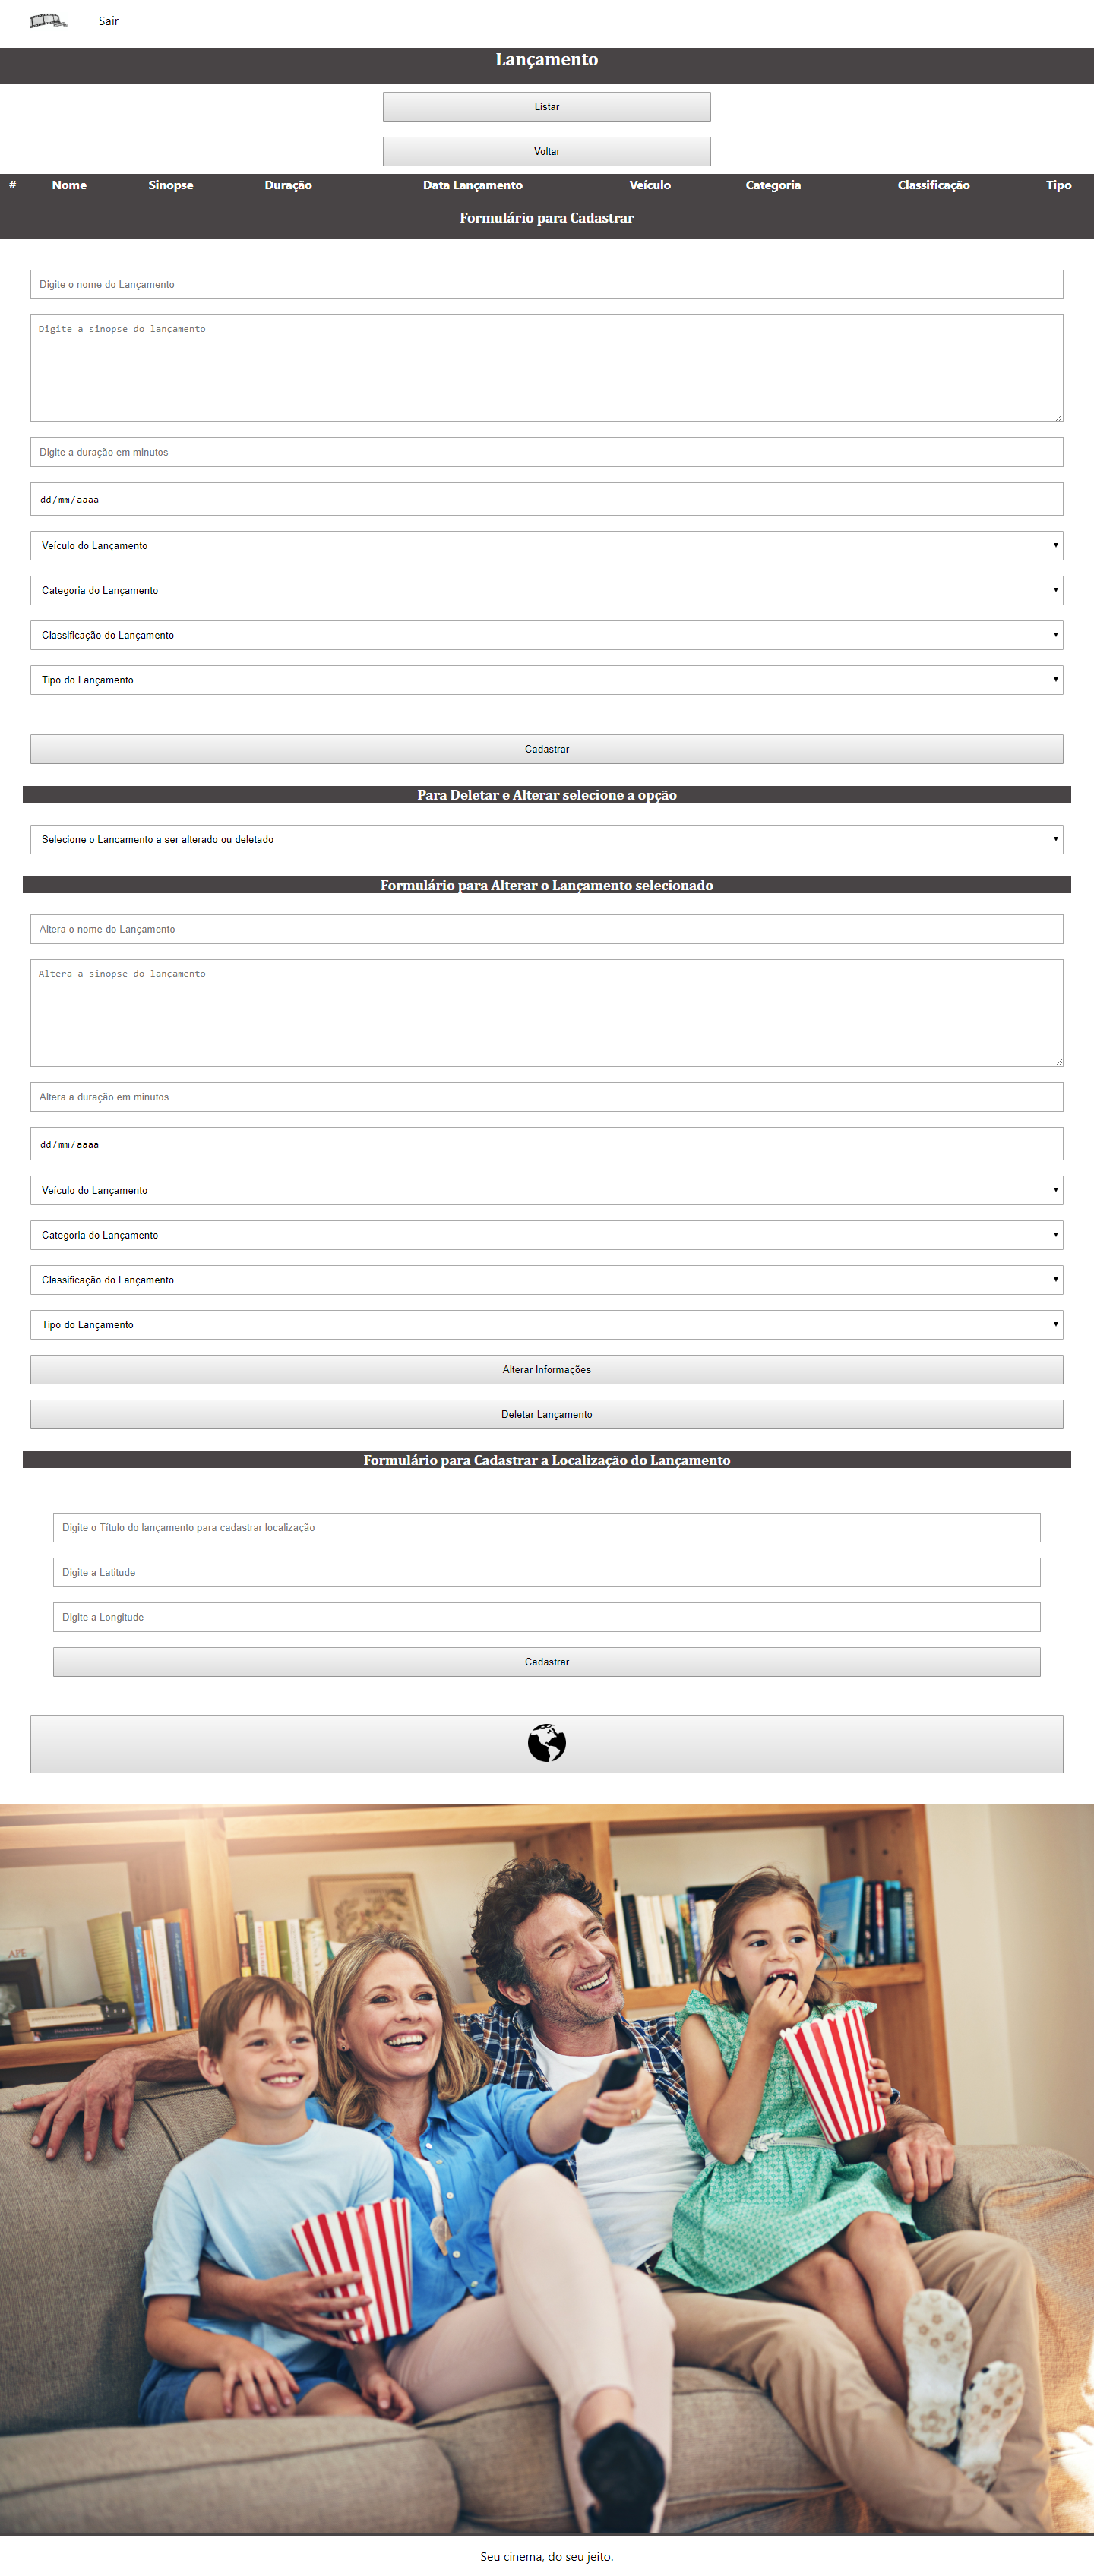 Sair
Lançamento
Listar
Voltar
# Nome Sinopse Duração Data Lançamento Veículo Categoria Classificação Tipo
Formulário para Cadastrar
Digite o nome do Lançamento
Digite a sinopse do lançamento
Digite a duração em minutos
dd/mm/aaaa
Veículo do Lançamento
Categoria do Lançamento
Classificação do Lançamento
Tipo do Lançamento
Cadastrar
Para Deletar e Alterar selecione a opção
Selecione o Lancamento a ser alterado ou deletado
Formulário para Alterar o Lançamento selecionado
Altera o nome do Lançamento
Altera a sinopse do lançamento
Altera a duração em minutos
dd/mm/aaaa
Veículo do Lançamento
Categoria do Lançamento
Classificação do Lançamento
Tipo do Lançamento
Alterar Informações
Deletar Lançamento
Formulário para Cadastrar a Localização do Lançamento
Digite o Título do lançamento para cadastrar localização
Digite a Latitude
Digite a Longitude
Cadastrar
APE
Seu cinema, do seu jeito.